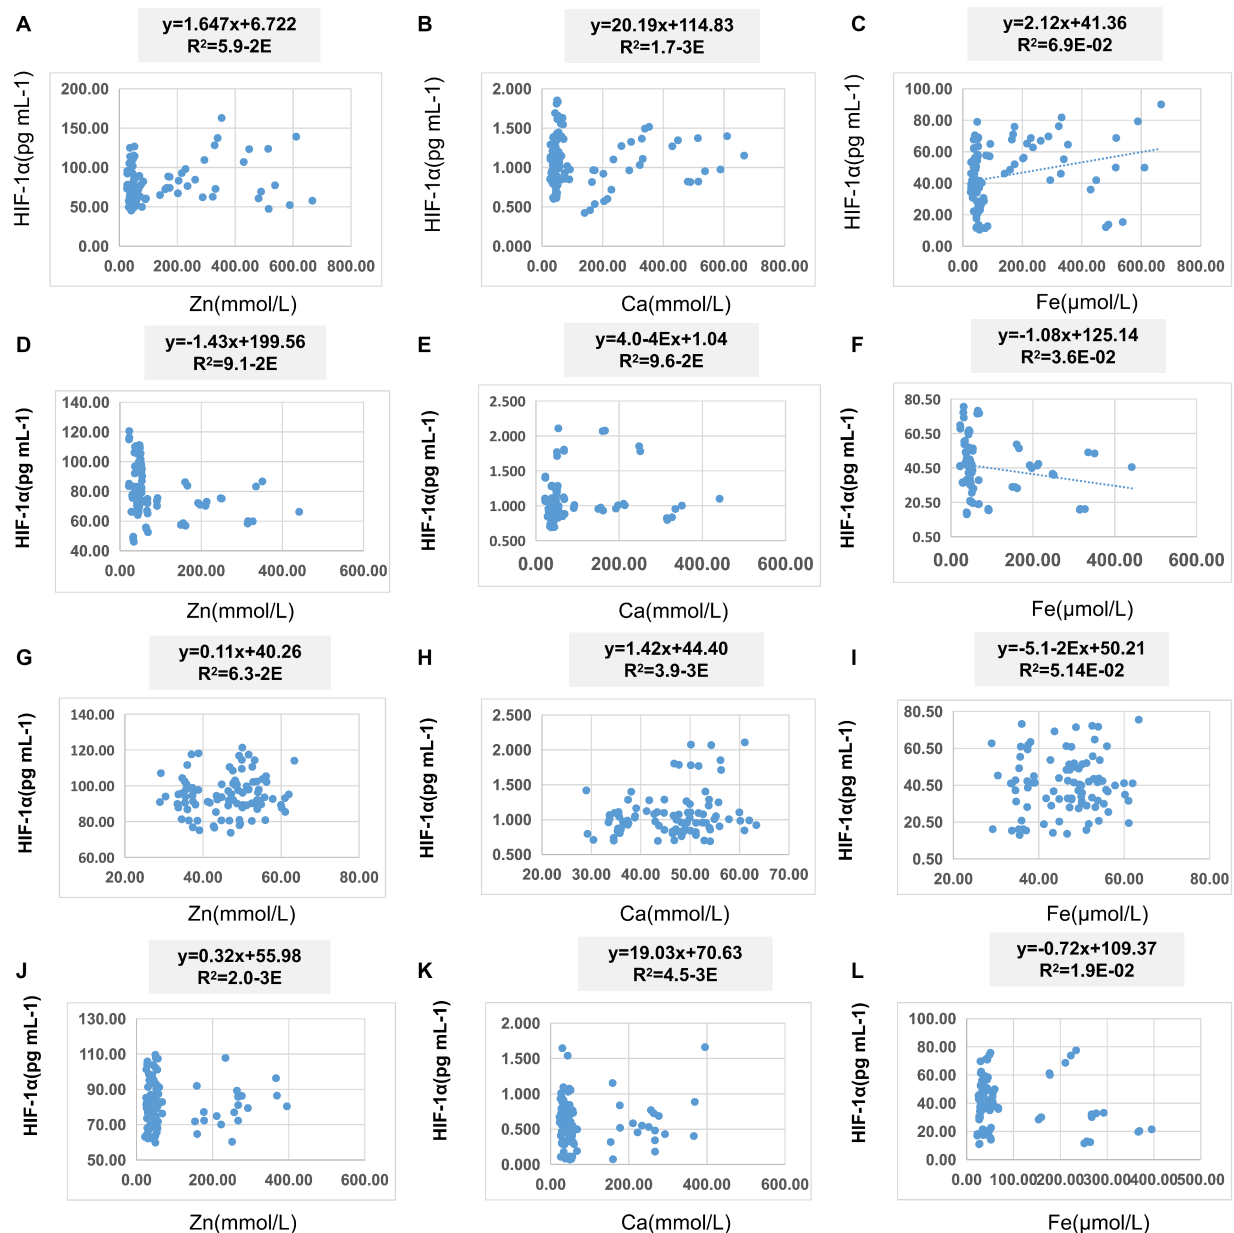 A
y=1.647x+6.722
R²=5.9-2E
HIF-1α(pg mL-1)
200.00
150.00
100.00
50.00
0.00
0.00 200.00 400.00 600.00 800.00
Zn(mmol/L)
B
y=20.19x+114.83
R²=1.7-3E
HIF-1α(pg mL-1)
2.000
1.500
1.000
0.500
0.000
0.00 200.00 400.00 600.00 800.00
Ca(mmol/L)
C
y=2.12x+41.36
R²=6.9E-02
HIF-1α(pg mL-1)
100.00
80.00
60.00
40.00
20.00
0.00
0.00 200.00 400.00 600.00 800.00
Fe(μmol/L)
D
y=-1.43x+199.56
R²=9.1-2E
HIF-1α(pg mL-1)
140.00
120.00
100.00
80.00
60.00
40.00
0.00 200.00 400.00 600.00
Zn(mmol/L)
E
y=4.0-4Ex+1.04
R²=9.6-2E
HIF-1α(pg mL-1)
2.500
2.000
1.500
1.000
0.500
0.00 200.00 400.00 600.00
Ca(mmol/L)
F
y=-1.08x+125.14
R²=3.6E-02
HIF-1α(pg mL-1)
80.50
60.50
40.50
20.50
0.50
0.00 200.00 400.00 600.00
Fe(μmol/L)
G
y=0.11x+40.26
R²=6.3-2E
HIF-1α(pg mL-1)
140.00
120.00
100.00
80.00
60.00
20.00 40.00 60.00 80.00
Zn(mmol/L)
H
y=1.42x+44.40
R²=3.9-3E
HIF-1α(pg mL-1)
2.500
2.000
1.500
1.000
0.500
20.00 30.00 40.00 50.00 60.00 70.00
Ca(mmol/L)
I
y=-5.1-2Ex+50.21
R²=5.14E-02
HIF-1α(pg mL-1)
80.50
60.50
40.50
20.50
0.50
20.00 40.00 60.00 80.00
Fe(μmol/L)
J
y=0.32x+55.98
R²=2.0-3E
HIF-1α(pg mL-1)
130.00
110.00
90.00
70.00
50.00
0.00 200.00 400.00 600.00
Zn(mmol/L)
K
y=19.03x+70.63
R²=4.5-3E
HIF-1α(pg mL-1)
2.000
1.500
1.000
0.500
0.000
0.00 200.00 400.00 600.00
Ca(mmol/L)
L
y=-0.72x+109.37
R²=1.9E-02
HIF-1α(pg mL-1)
100.00
80.00
60.00
40.00
20.00
0.00
0.00 100.00 200.00 300.00 400.00 500.00
Fe(μmol/L)